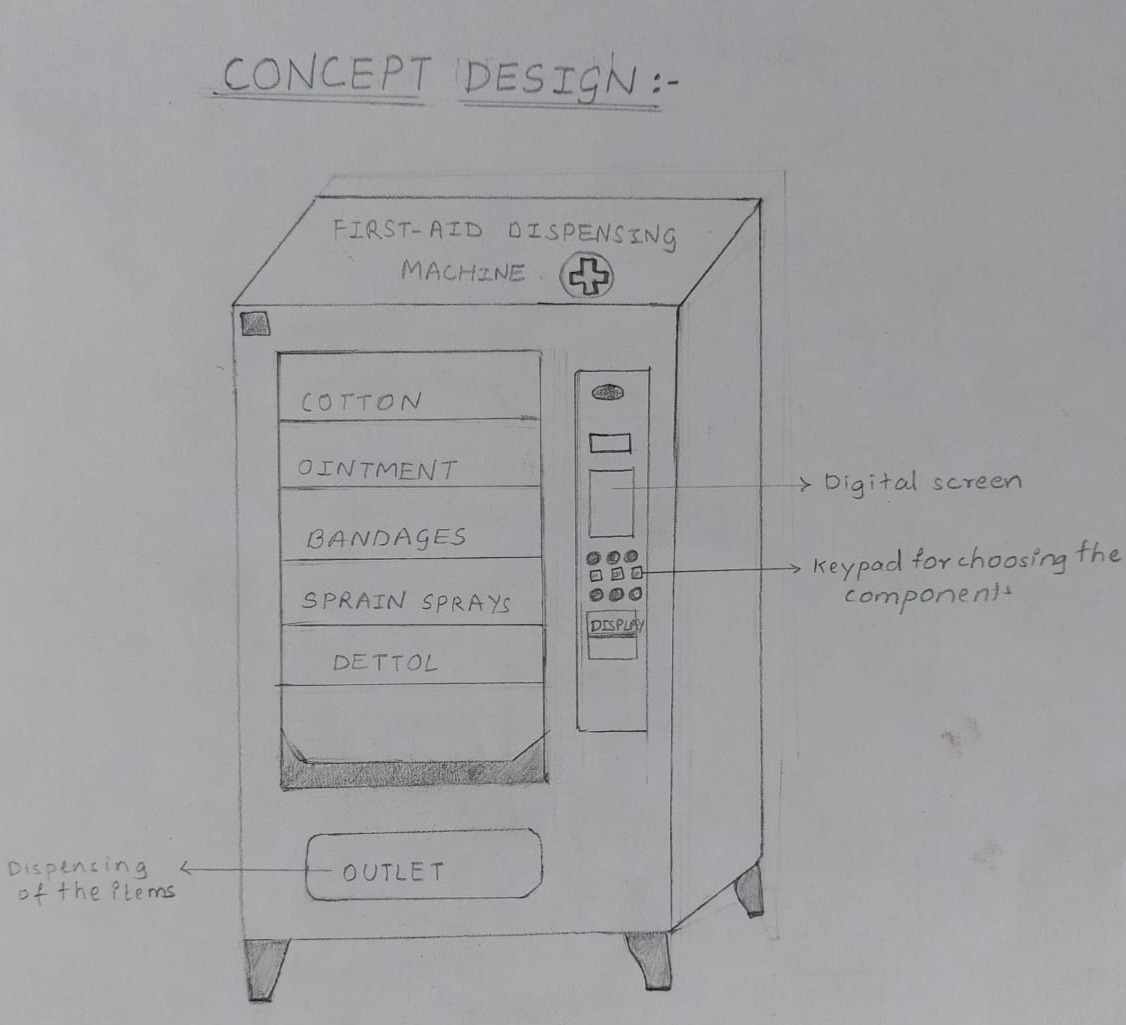 CONCEPT DESIGN :-
FIRST-AID DISPENSING
MACHINE
COTTON
OINTMENT
BANDAGES
SPRAIN SPRAYS
DETTOL
Digital screen
Keypad for choosing the
components
DISPLAY
OUTLET
Dispensing
of the items